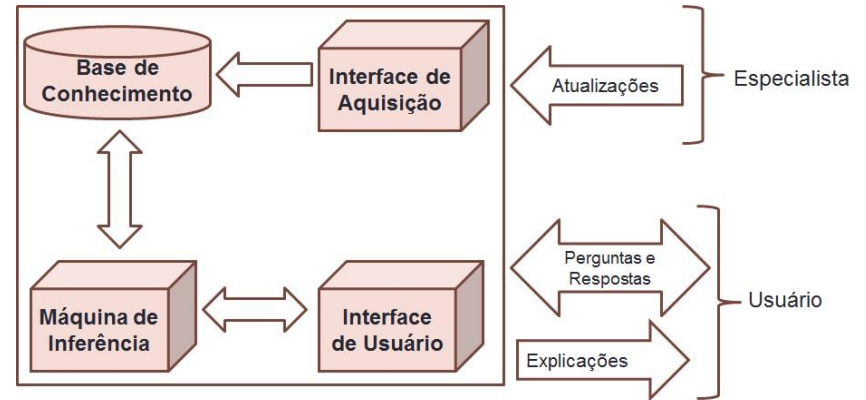 Base de
Conhecimento
Interface de
Aquisição
Atualizações
Especialista
Máquina de
Inferência
Interface
de Usuário
Perguntas e
Respostas
Explicações
Usuário